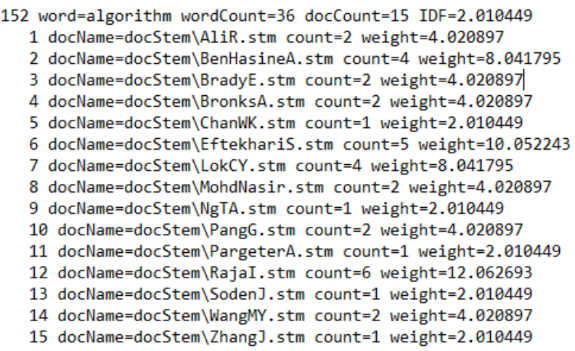 152 word=algorithm wordCount=36 docCount=15 IDF=2.010449
1 docName=docStem\AliR.stm count=2 weight=4.020897
2 docName=docStem\BenHasineA.stm count=4 weight=8.041795
3 docName=docStem\BradyE.stm count=2 weight=4.020897
4 docName=docStem\BronksA.stm count=2 weight=4.020897
5 docName=docStem\ChanWK.stm count=1 weight=2.010449
6 docName=docStem\EftekhariS.stm count=5 weight=10.052243
7 docName=docStem\LokCY.stm count=4 weight=8.041795
8 docName=docStem\MohdNasir.stm count=2 weight=4.020897
9 docName=docStem\NgTA.stm count=1 weight=2.010449
10 docName=docStem\PangG.stm count=2 weight=4.020897
11 docName=docStem\PargeterA.stm count=1 weight=2.010449
12 docName=docStem\RajaI.stm count=6 weight=12.062693
13 docName=docStem\SodenJ.stm count=1 weight=2.010449
14 docName=docStem\WangMY.stm count=2 weight=4.020897
15 docName=docStem\ZhangJ.stm count=1 weight=2.010449